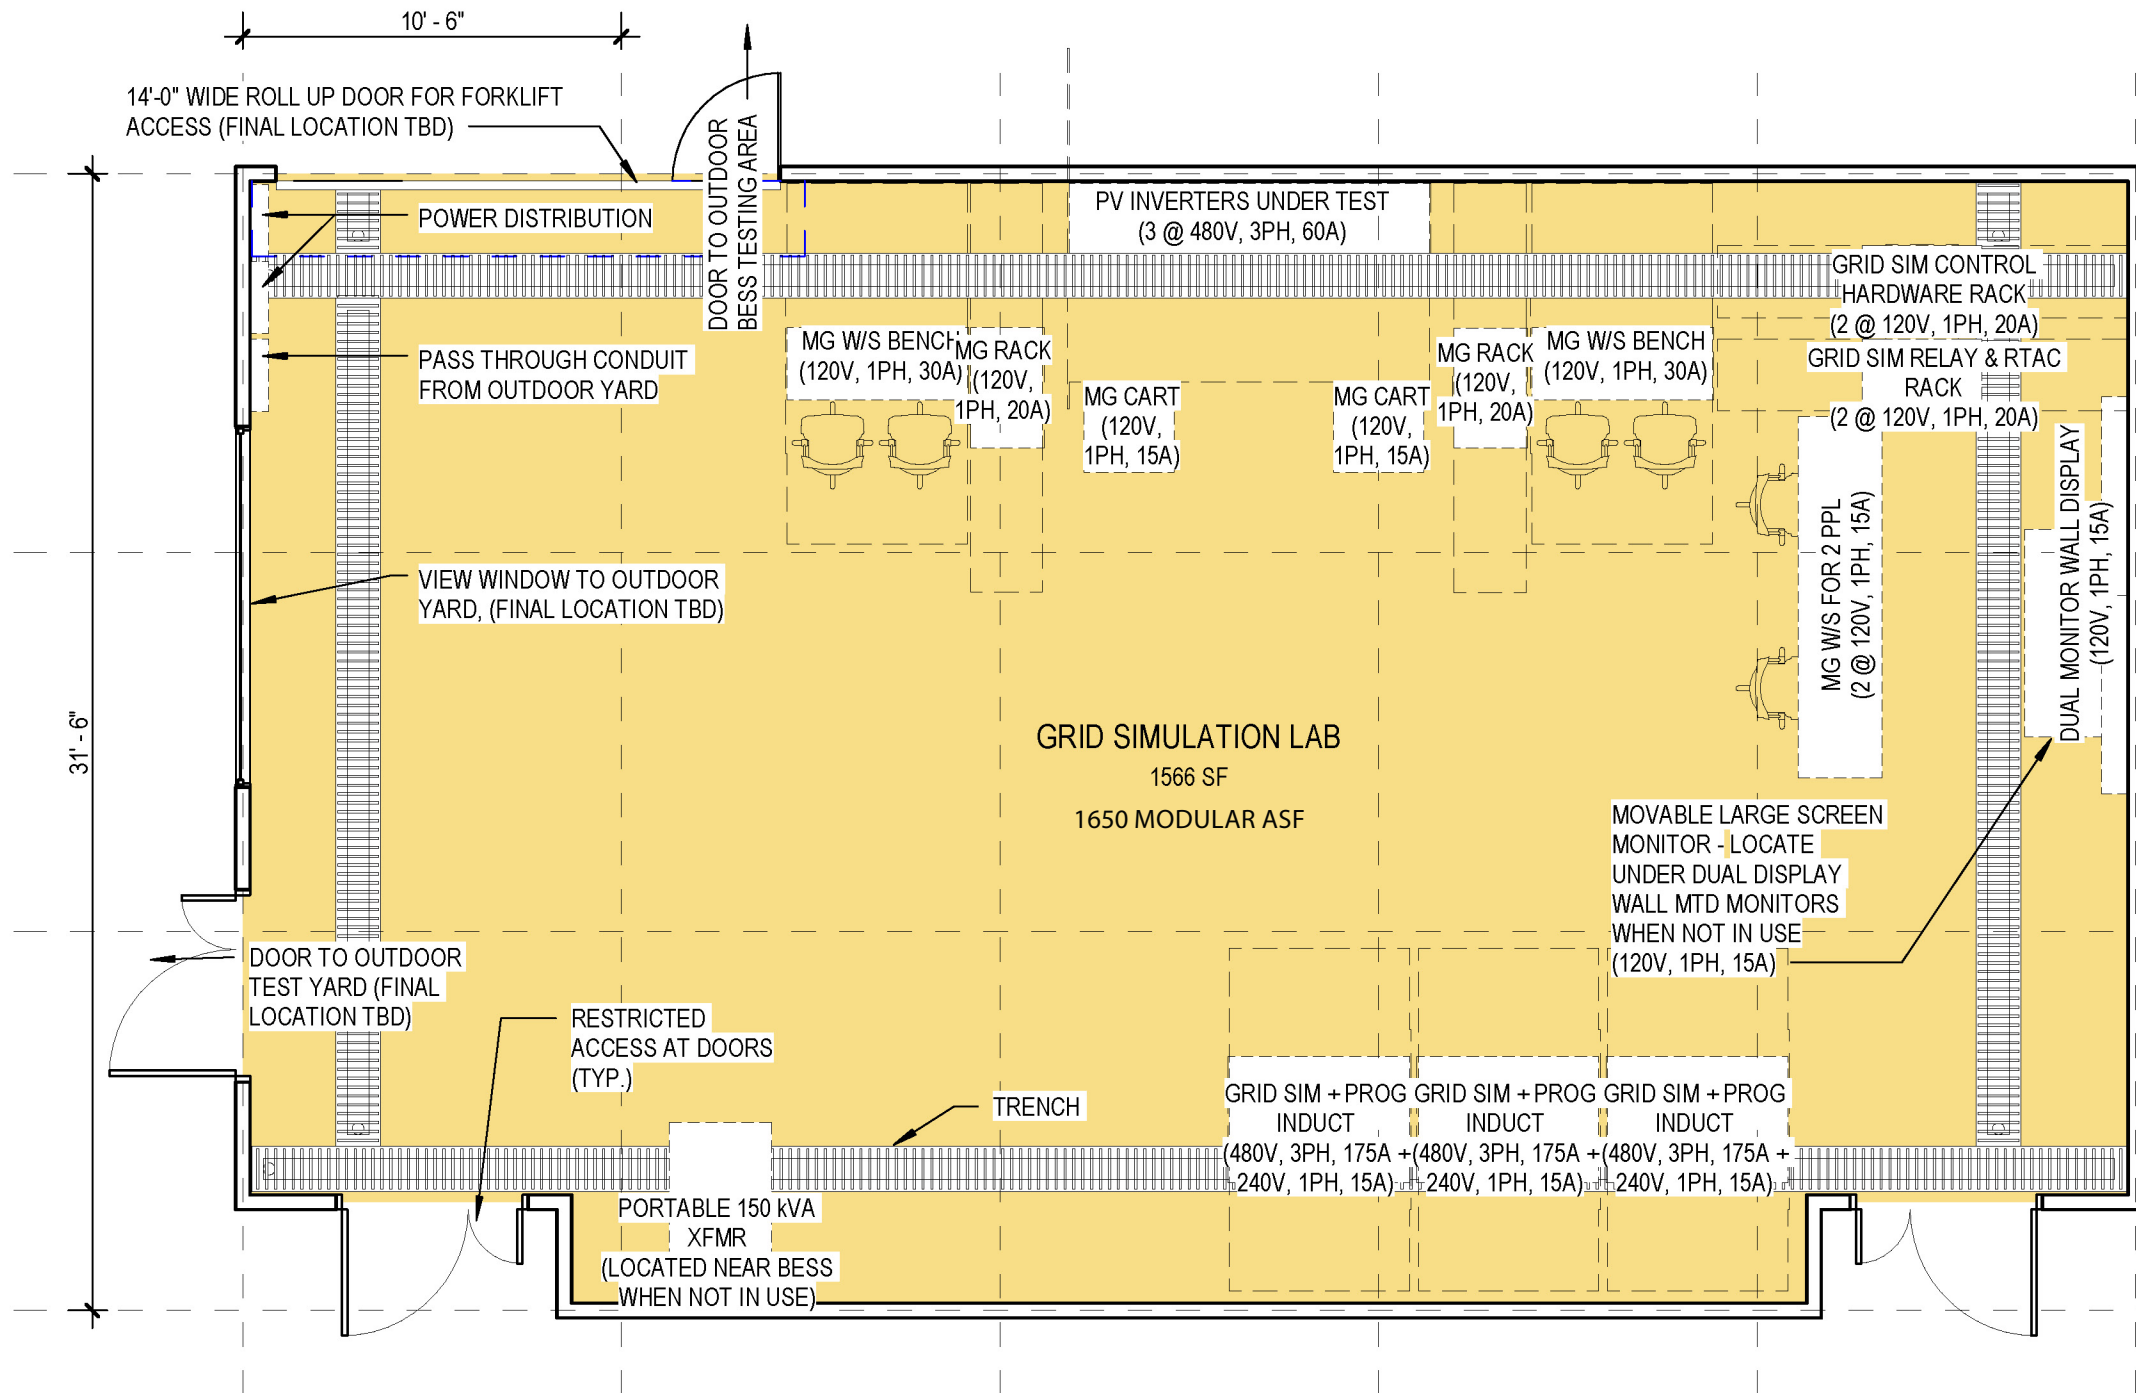 10' - 6"
14'-0" WIDE ROLL UP DOOR FOR FORKLIFT
ACCESS (FINAL LOCATION TBD)
DOOR TO OUTDOOR
BESS TESTING AREA
POWER DISTRIBUTION
PV INVERTERS UNDER TEST
(3 @ 480V, 3PH, 60A)
GRID SIM CONTROL
HARDWARE RACK
(2 @ 120V, 1PH, 20A)
PASS THROUGH CONDUIT
FROM OUTDOOR YARD
MG W/S BENCH
(120V, 1PH, 30A)
MG RACK
(120V,
1PH, 20A)
MG CART
(120V,
1PH, 15A)
MG CART
(120V,
1PH, 15A)
MG RACK
(120V,
1PH, 20A)
MG W/S BENCH
(120V, 1PH, 30A)
GRID SIM RELAY & RTAC
RACK
(2 @ 120V, 1PH, 20A)
MG W/S FOR 2 PPL
(2 @ 120V, 1PH, 15A)
DUAL MONITOR WALL DISPLAY
(120V, 1PH, 15A)
VIEW WINDOW TO OUTDOOR
YARD, (FINAL LOCATION TBD)
31' - 6"
GRID SIMULATION LAB
1566 SF
1650 MODULAR ASF
MOVABLE LARGE SCREEN
MONITOR - LOCATE
UNDER DUAL DISPLAY
WALL MTD MONITORS
WHEN NOT IN USE
(120V, 1PH, 15A)
DOOR TO OUTDOOR
TEST YARD (FINAL
LOCATION TBD)
RESTRICTED
ACCESS AT DOORS
(TYP.)
TRENCH
GRID SIM + PROG
INDUCT
(480V, 3PH, 175A +
240V, 1PH, 15A)
GRID SIM + PROG
INDUCT
(480V, 3PH, 175A +
240V, 1PH, 15A)
GRID SIM + PROG
INDUCT
(480V, 3PH, 175A +
240V, 1PH, 15A)
PORTABLE 150 kVA
XFMR
(LOCATED NEAR BESS
WHEN NOT IN USE)